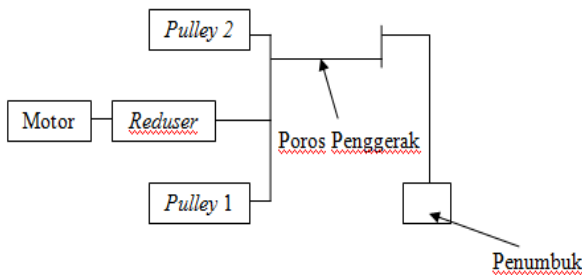 Pulley 2
Motor
Reduser
Poros Penggerak
Pulley 1
Penumbuk